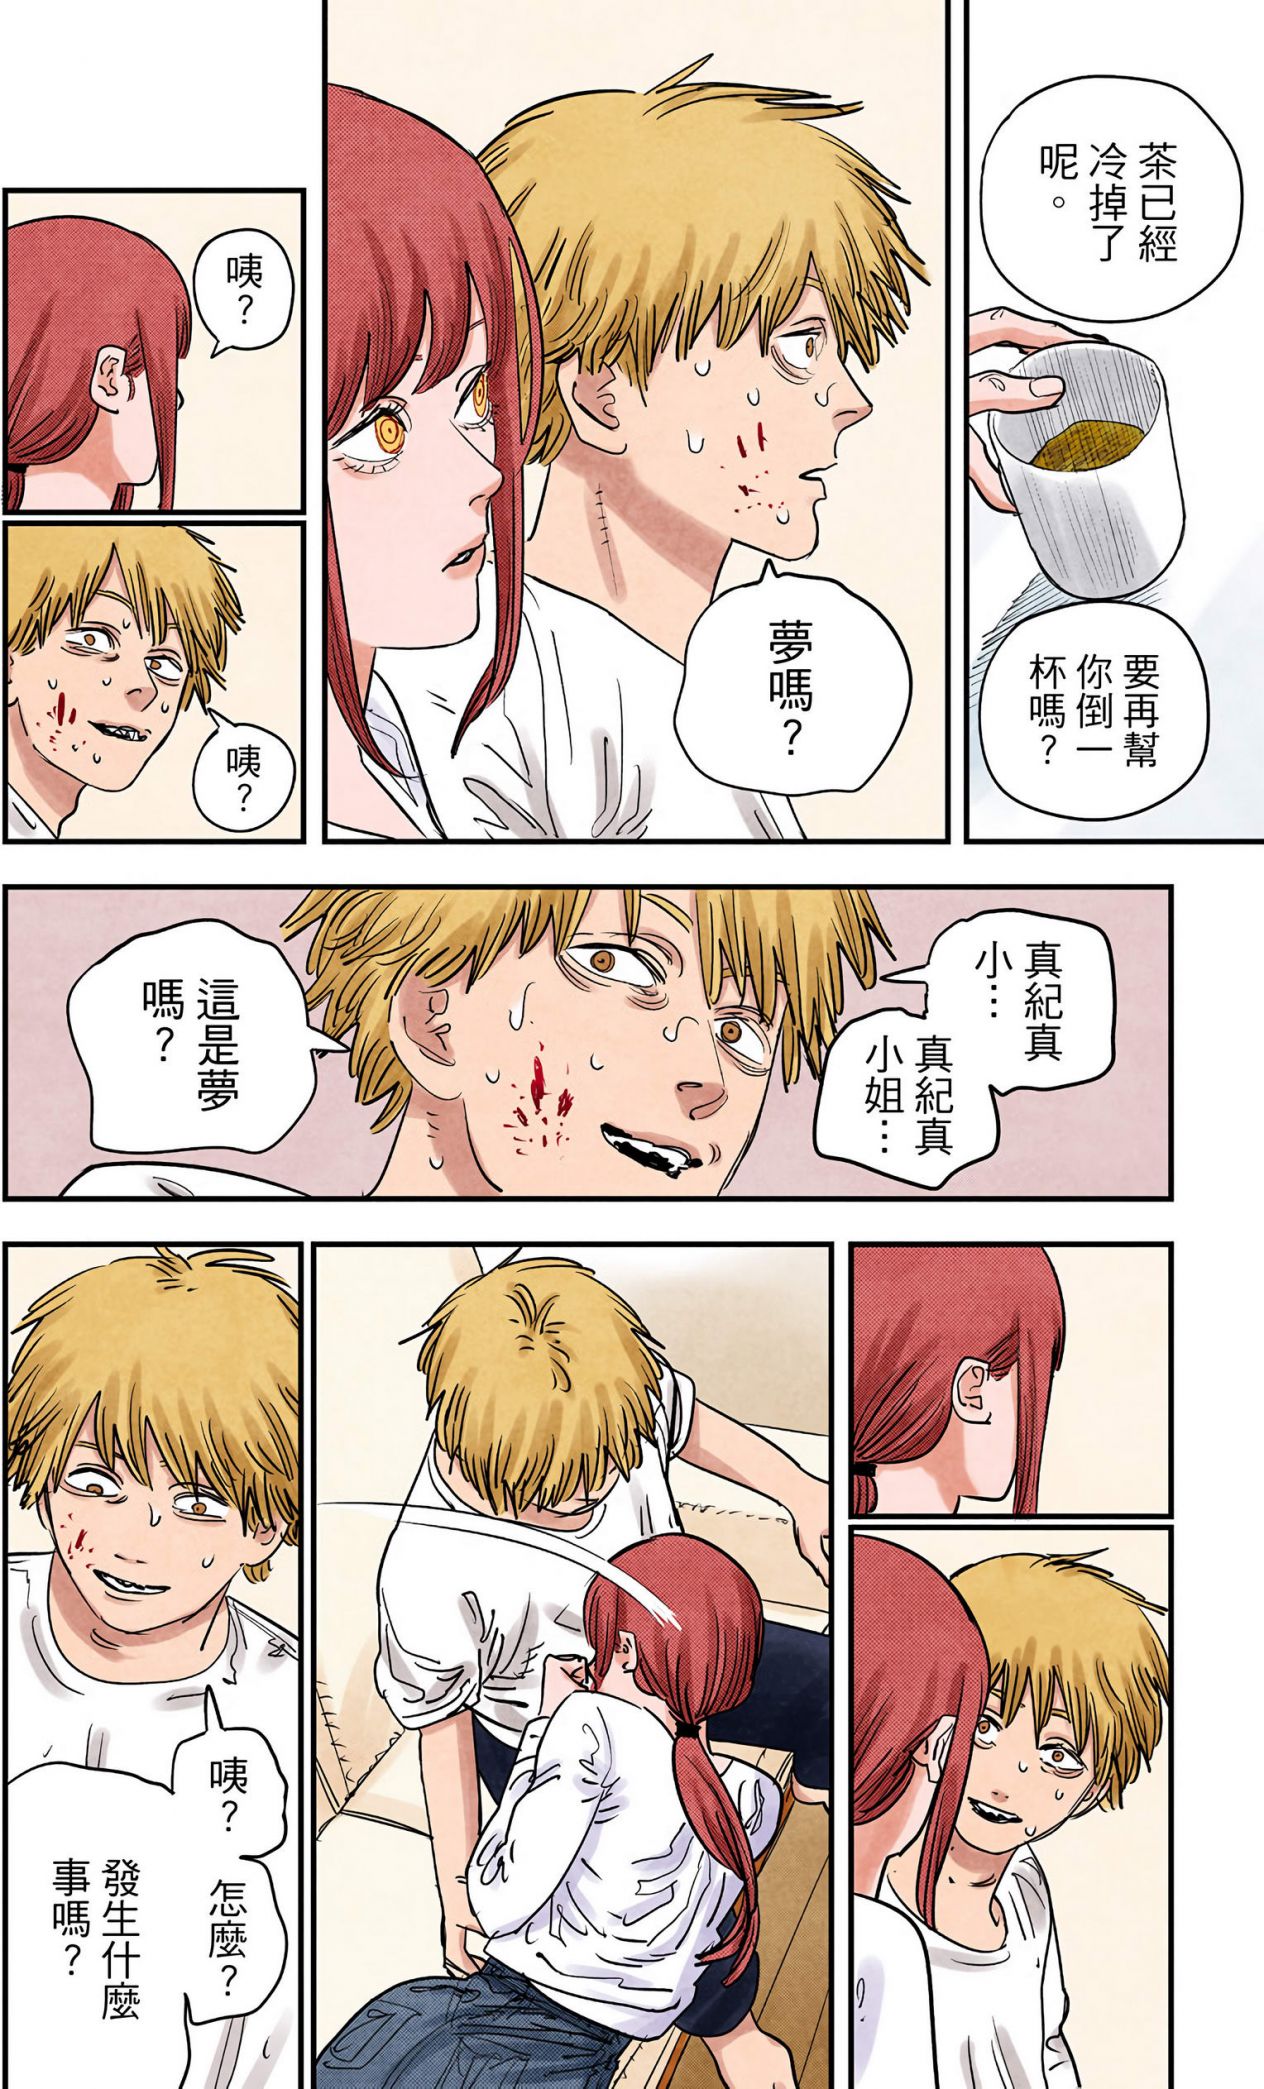 茶已經
冷掉了
呢。
要再幫
你倒一
杯嗎？
夢嗎？
咦？
咦？
真紀真
小…
真紀真
小姐…
這是夢
嗎？
咦？
怎麼？
發生什麼
事嗎？